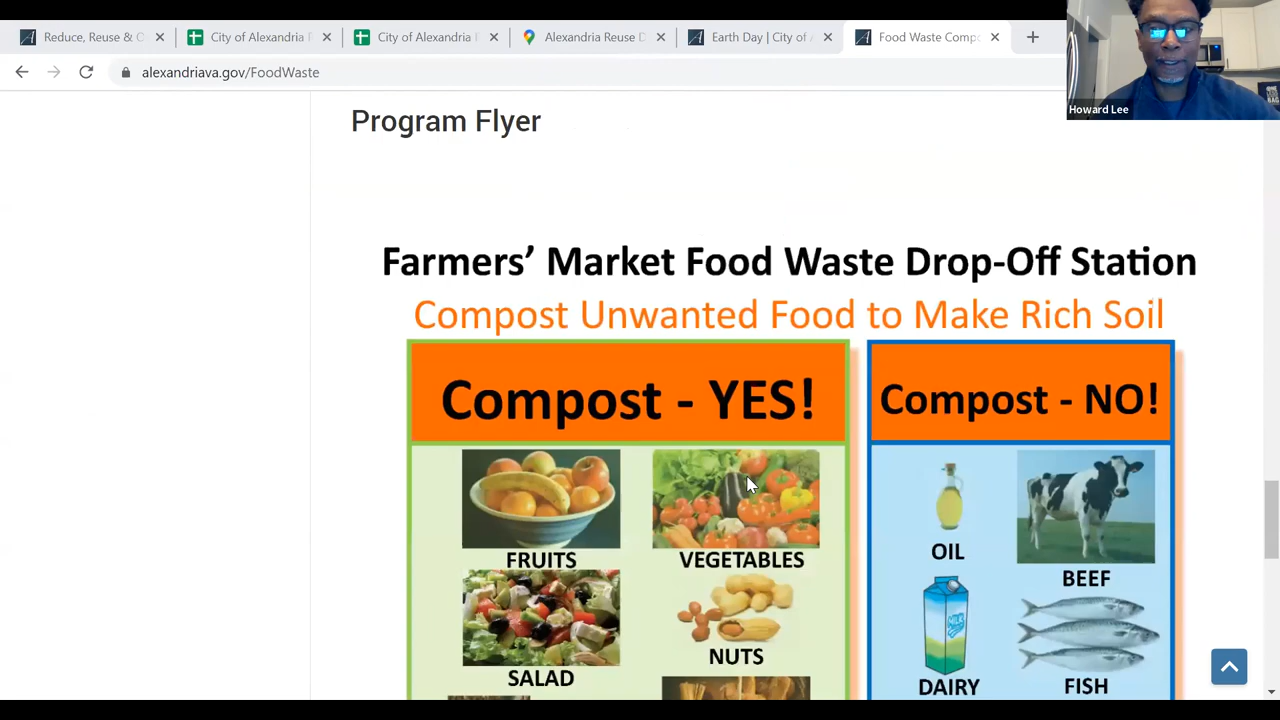 Reduce, Reuse & C
City of Alexandria F
City of Alexandria F
Alexandria Reuse D
Earth Day | City of A
Food Waste Comp
alexandriava.gov/FoodWaste
Howard Lee
Program Flyer
Farmers' Market Food Waste Drop-Off Station
Compost Unwanted Food to Make Rich Soil
Compost - YES!
Compost - NO!
FRUITS
VEGETABLES
OIL
BEEF
MILK
SALAD
NUTS
DAIRY
FISH